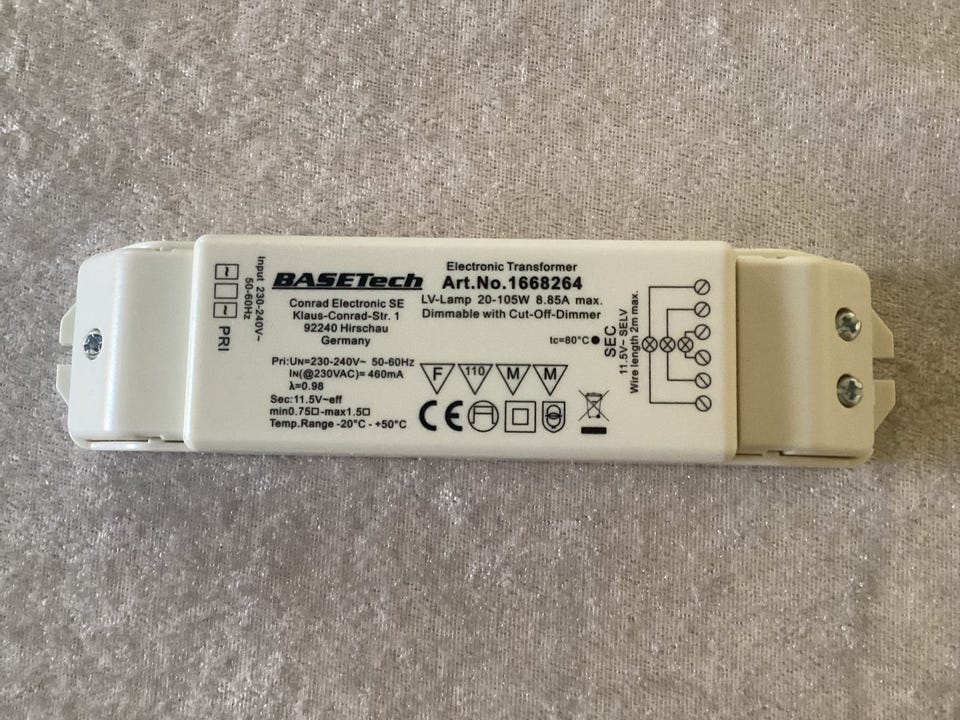 Input 230-240V~
50-60Hz
~
~
PRI
BASETech
Conrad Electronic SE
Klaus-Conrad-Str. 1
92240 Hirschau
Germany
Pri:UN=230-240V~ 50-60Hz
IN(@230VAC)= 460mA
λ=0.98
Sec:11.5V~eff
min0.75□-max1.5□
Temp.Range -20°C - +50°C
Electronic Transformer
Art.No.1668264
LV-Lamp 20-105W 8.85A max.
Dimmable with Cut-Off-Dimmer
tc=80°C
F 110 M M
CE
SEC
11.5V~ SELV
Wire length 2m max.